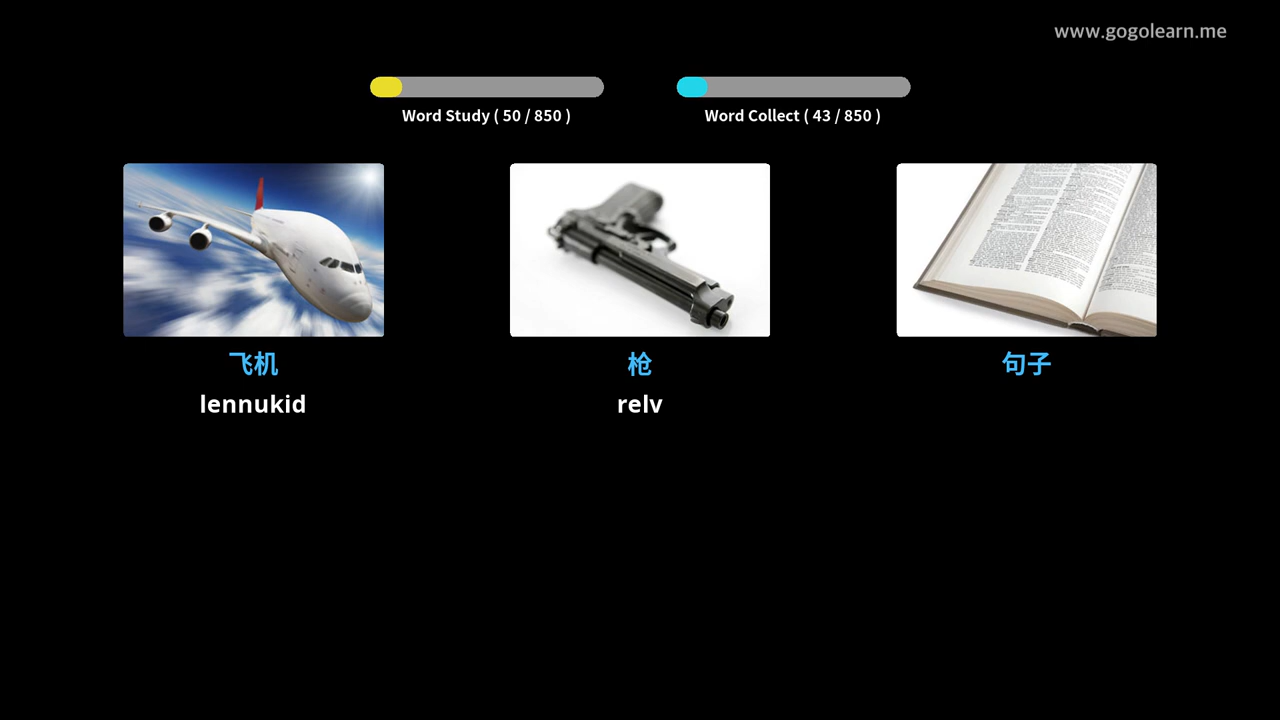 www.gogolearn.me
Word Study ( 50 / 850 )
Word Collect ( 43 / 850 )
飞机
枪
句子
lennukid
relv